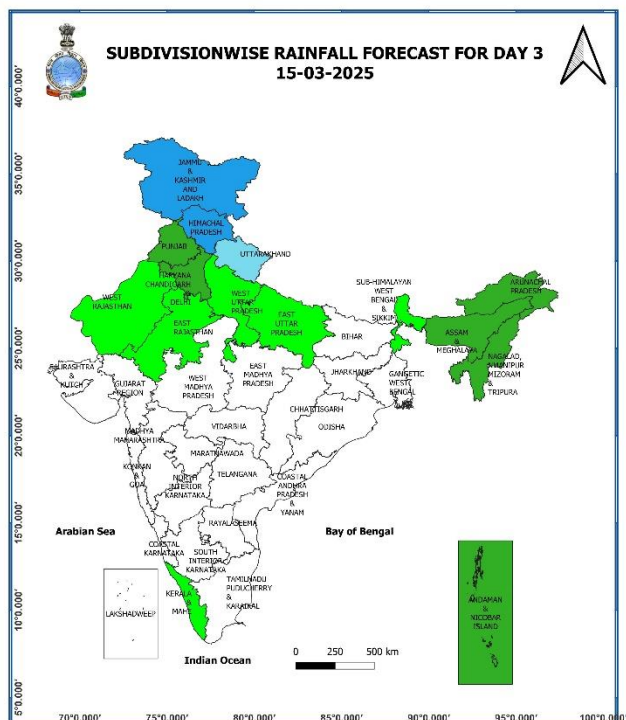 SUBDIVISIONWISE RAINFALL FORECAST FOR DAY 3
15-03-2025
40°0.000'
35°0.000'
30°0.000'
25°0.000'
20°0.000'
15°0.000'
10°0.000'
5°0.000'
JAMMU
&
KASHMIR
AND
LADAKH
HIMACHAL
PRADESH
PUNJAB
UTTARAKHAND
HARYANA
CHANDIGARH
DELHI
WEST
RAJASTHAN
WEST
UTTAR
PRADESH
EAST
RAJASTHAN
EAST
UTTAR
PRADESH
SUB-HIMALAYAN
WEST
BENGAL
&
SIKKIM
ARUNACHAL
PRADESH
ASSAM
&
MEGHALAYA
NAGALAD,
MIZORAM
&
TRIPURA
BIHAR
SAURASHTRA
&
KUTCH
GUJARAT
REGION
WEST
MADHYA
PRADESH
EAST
MADHYA
PRADESH
JHARKHAND
GANGETIC
WEST
BENGAL
CHHATTISGARH
ODISHA
VIDARBHA
MADHYA
MAHARASHTRA
MARATHAWADA
KONKAN
&
GOA
NORTH
INTERIOR
KARNATAKA
TELANGANA
COASTAL
ANDHRA
PRADESH
&
YANAM
RAYALASEEMA
Arabian Sea
Bay of Bengal
COASTAL
KARNATAKA
SOUTH
INTERIOR
KARNATAKA
TAMILNADU
PUDUCHERRY
&
KARAIKAL
KERALA
&
MAHE
LAKSHADWEEP
ANDAMAN
&
NICOBAR
ISLAND
Indian Ocean
0 250 500 km
70°0.000' 75°0.000' 80°0.000' 85°0.000' 90°0.000' 95°0.000' 100°0.000'